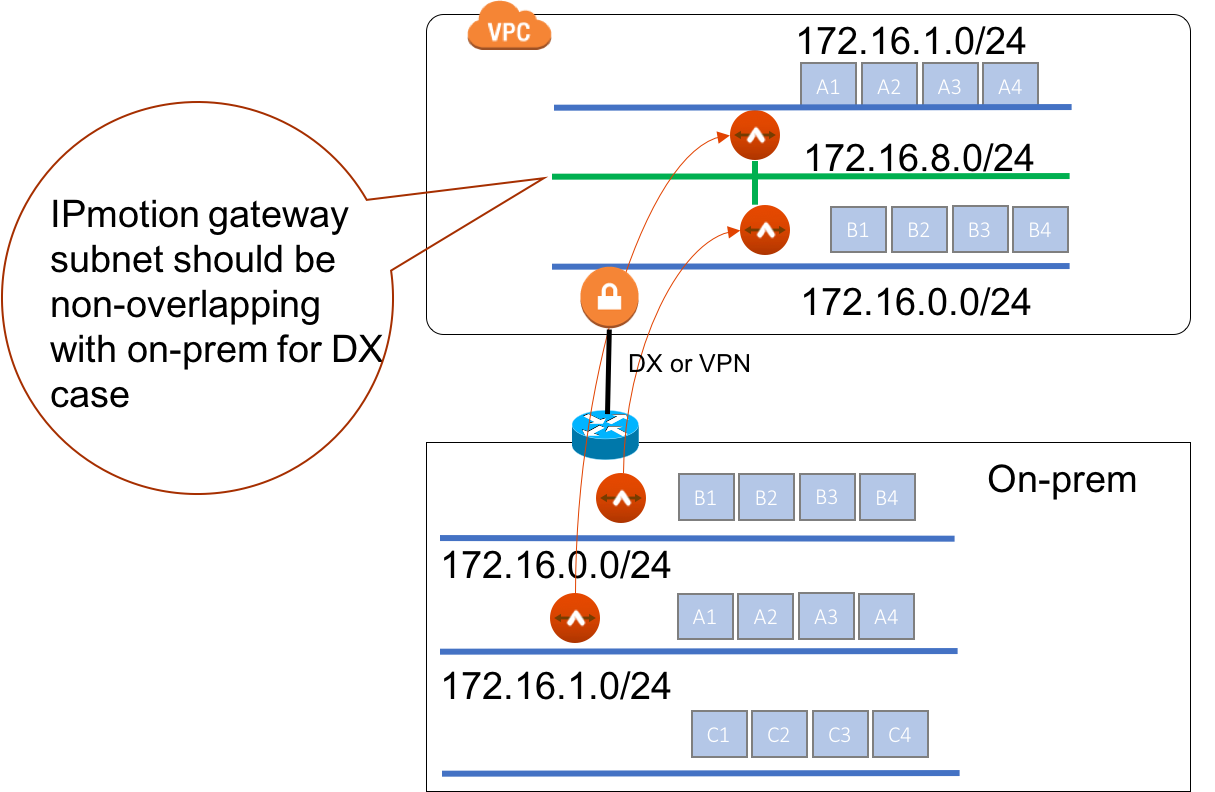 VPC
172.16.1.0/24
A1 A2 A3 A4
172.16.8.0/24
IPmotion gateway
subnet should be
non-overlapping
with on-prem for DX
case
B1 B2 B3 B4
172.16.0.0/24
DX or VPN
On-prem
B1 B2 B3 B4
172.16.0.0/24
A1 A2 A3 A4
172.16.1.0/24
C1 C2 C3 C4